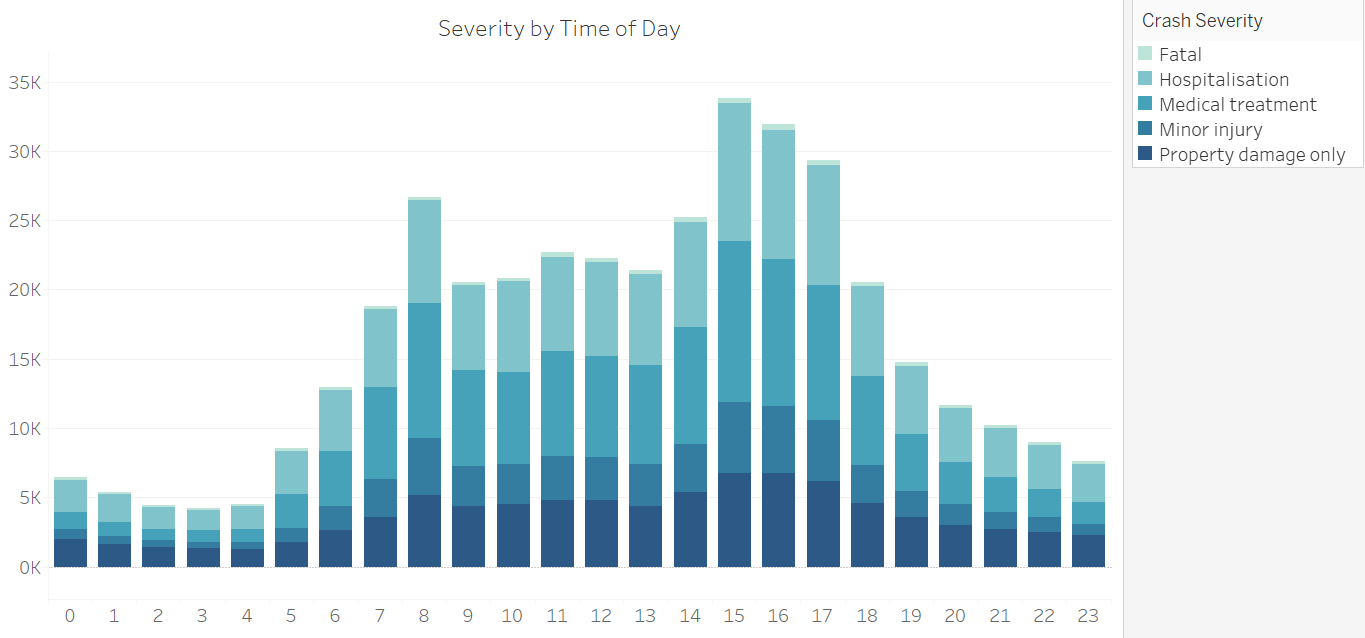 Severity by Time of Day
Crash Severity
Fatal
Hospitalisation
Medical treatment
Minor injury
Property damage only
35K
30K
25K
20K
15K
10K
5K
0K
0 1 2 3 4 5 6 7 8 9 10 11 12 13 14 15 16 17 18 19 20 21 22 23